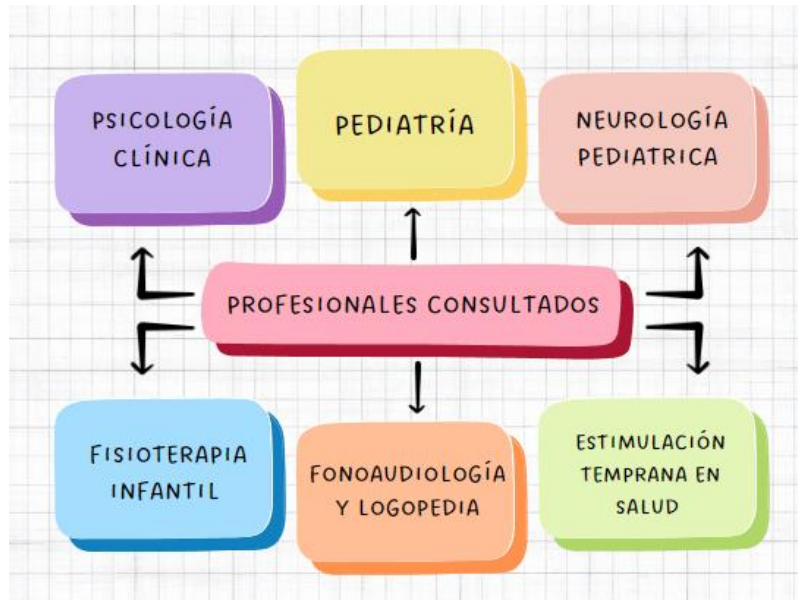 PSICOLOGÍA
CLÍNICA
PEDIATRÍA
NEUROLOGÍA
PEDIATRICA
PROFESIONALES CONSULTADOS
FISIOTERAPIA
INFANTIL
FONOAUDIOLOGÍA
Y LOGOPEDIA
ESTIMULACIÓN
TEMPRANA EN
SALUD